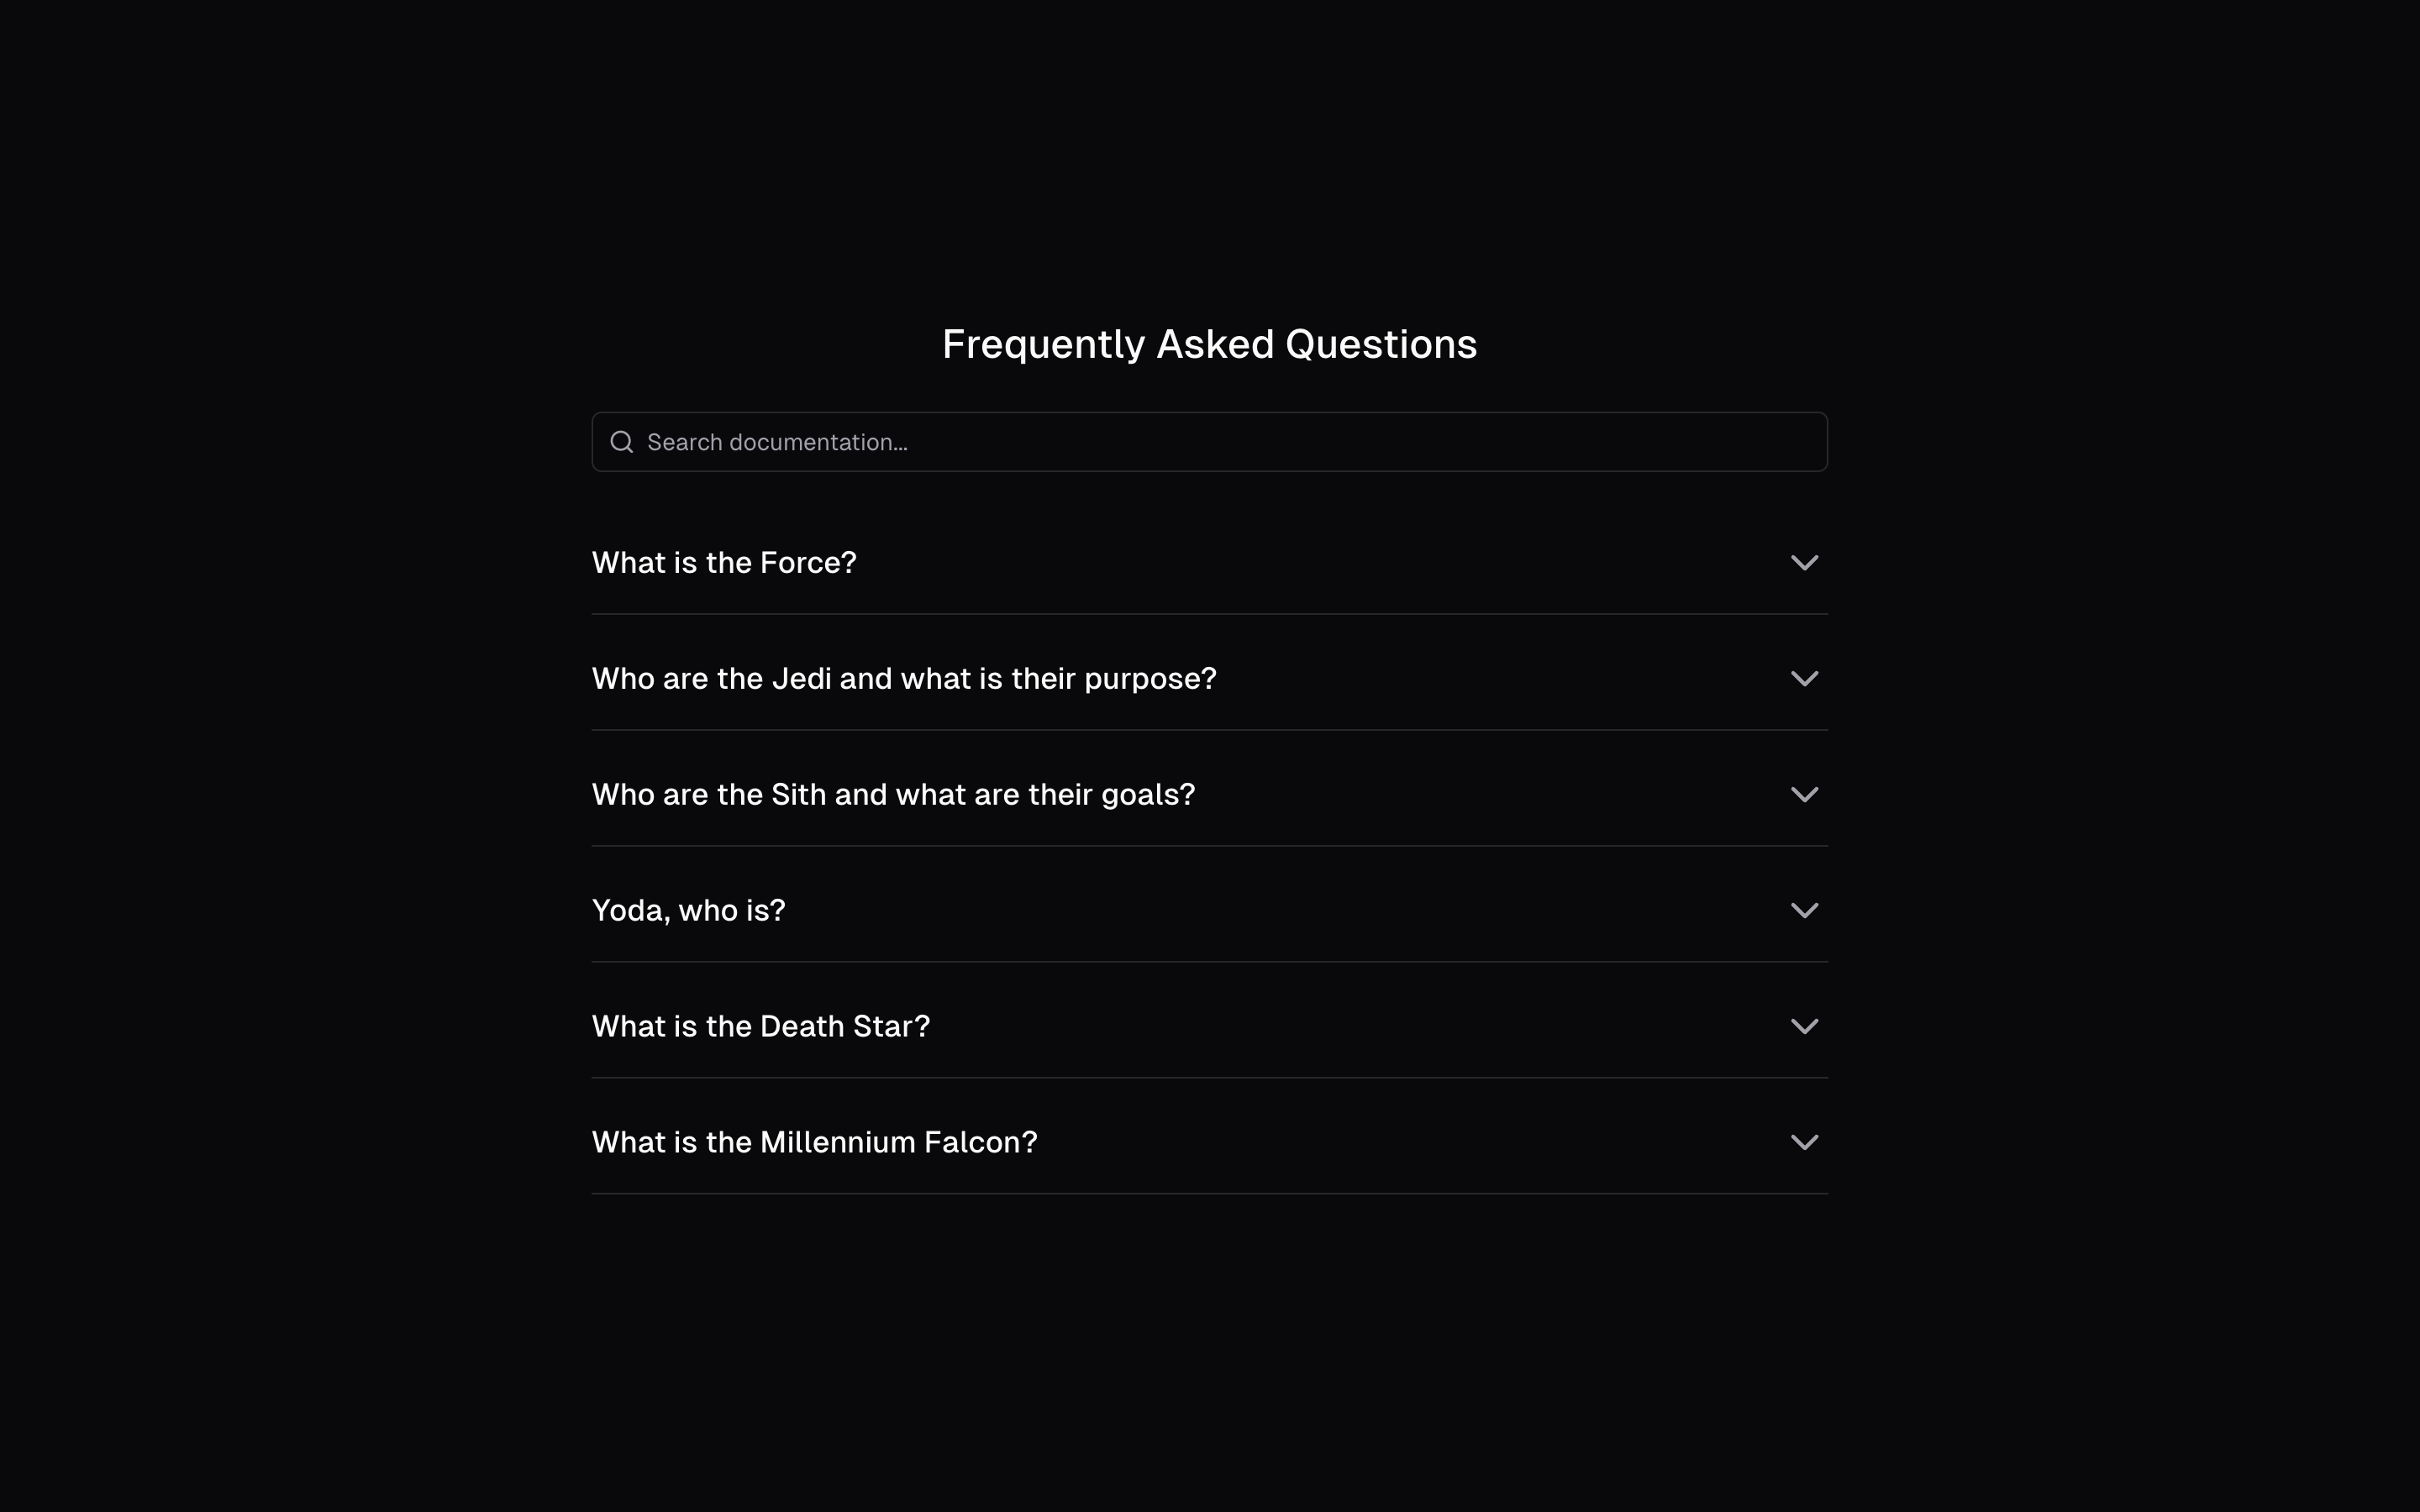 Frequently Asked Questions
Search documentation...
What is the Force?
Who are the Jedi and what is their purpose?
Who are the Sith and what are their goals?
Yoda, who is?
What is the Death Star?
What is the Millennium Falcon?